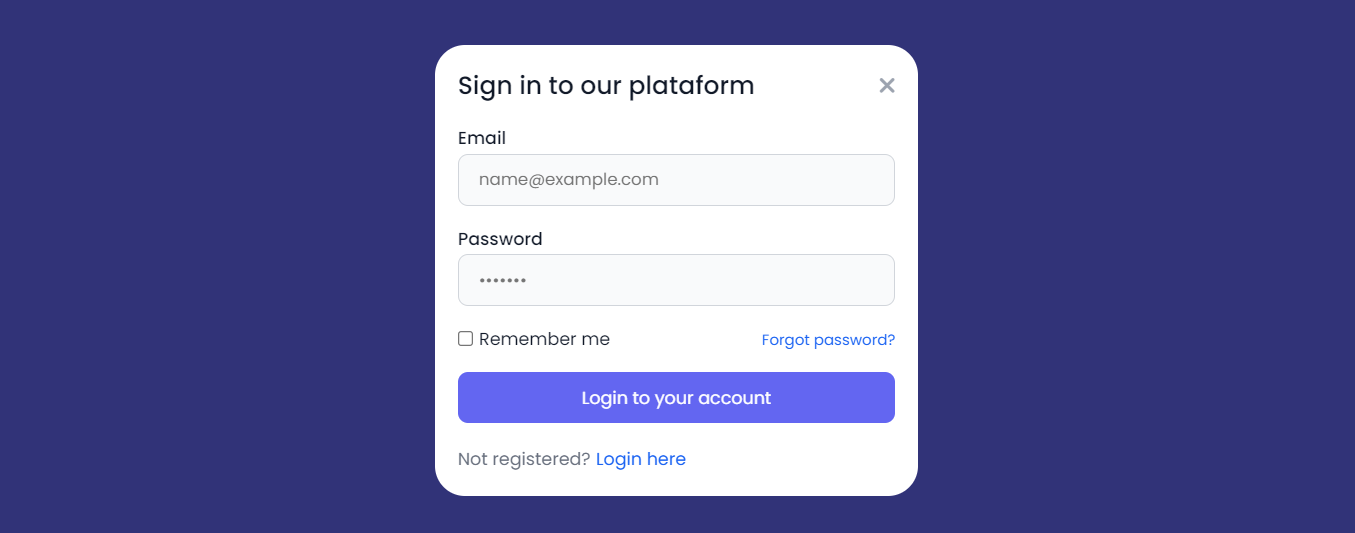 Sign in to our plataform
Email
name@example.com
Password
•••••••
Remember me Forgot password?
Login to your account
Not registered? Login here